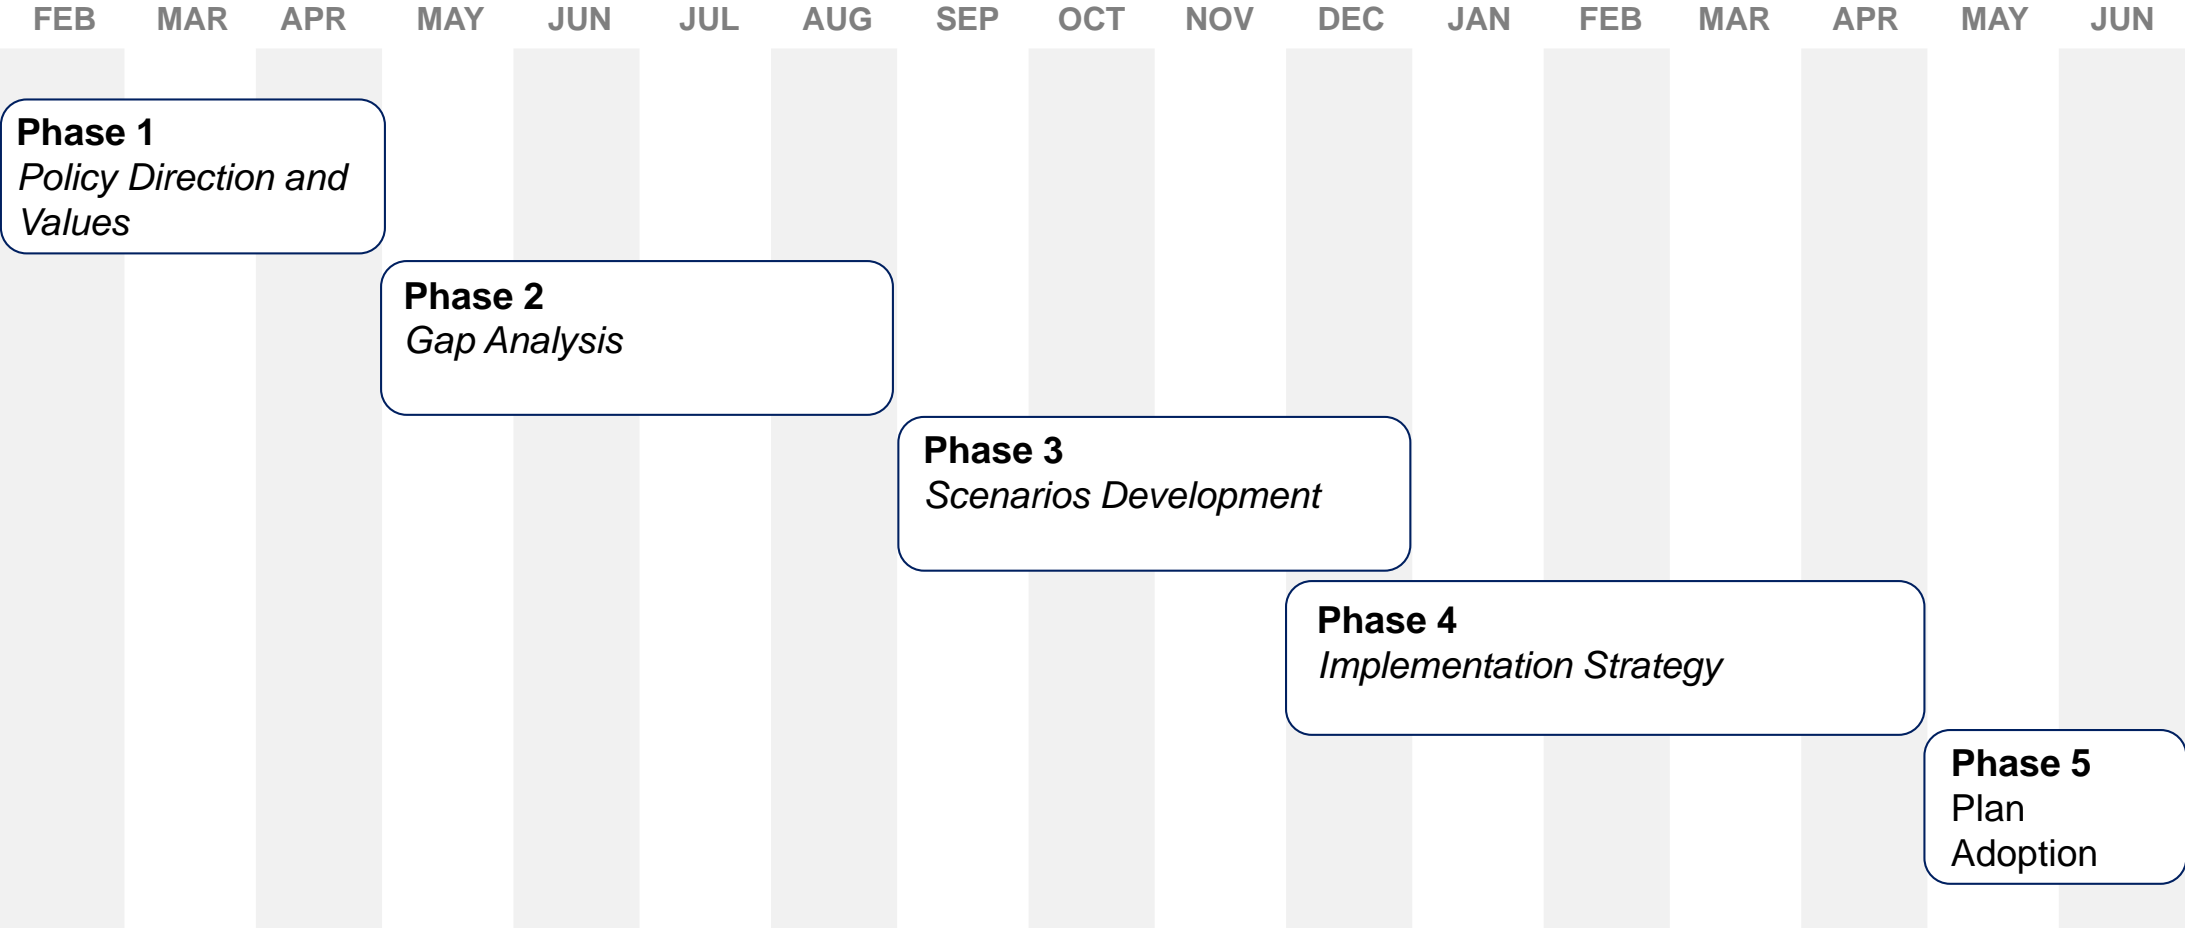 FEB MAR APR MAY JUN JUL AUG SEP OCT NOV DEC JAN FEB MAR APR MAY JUN
Phase 1
Policy Direction and
Values
Phase 2
Gap Analysis
Phase 3
Scenarios Development
Phase 4
Implementation Strategy
Phase 5
Plan
Adoption